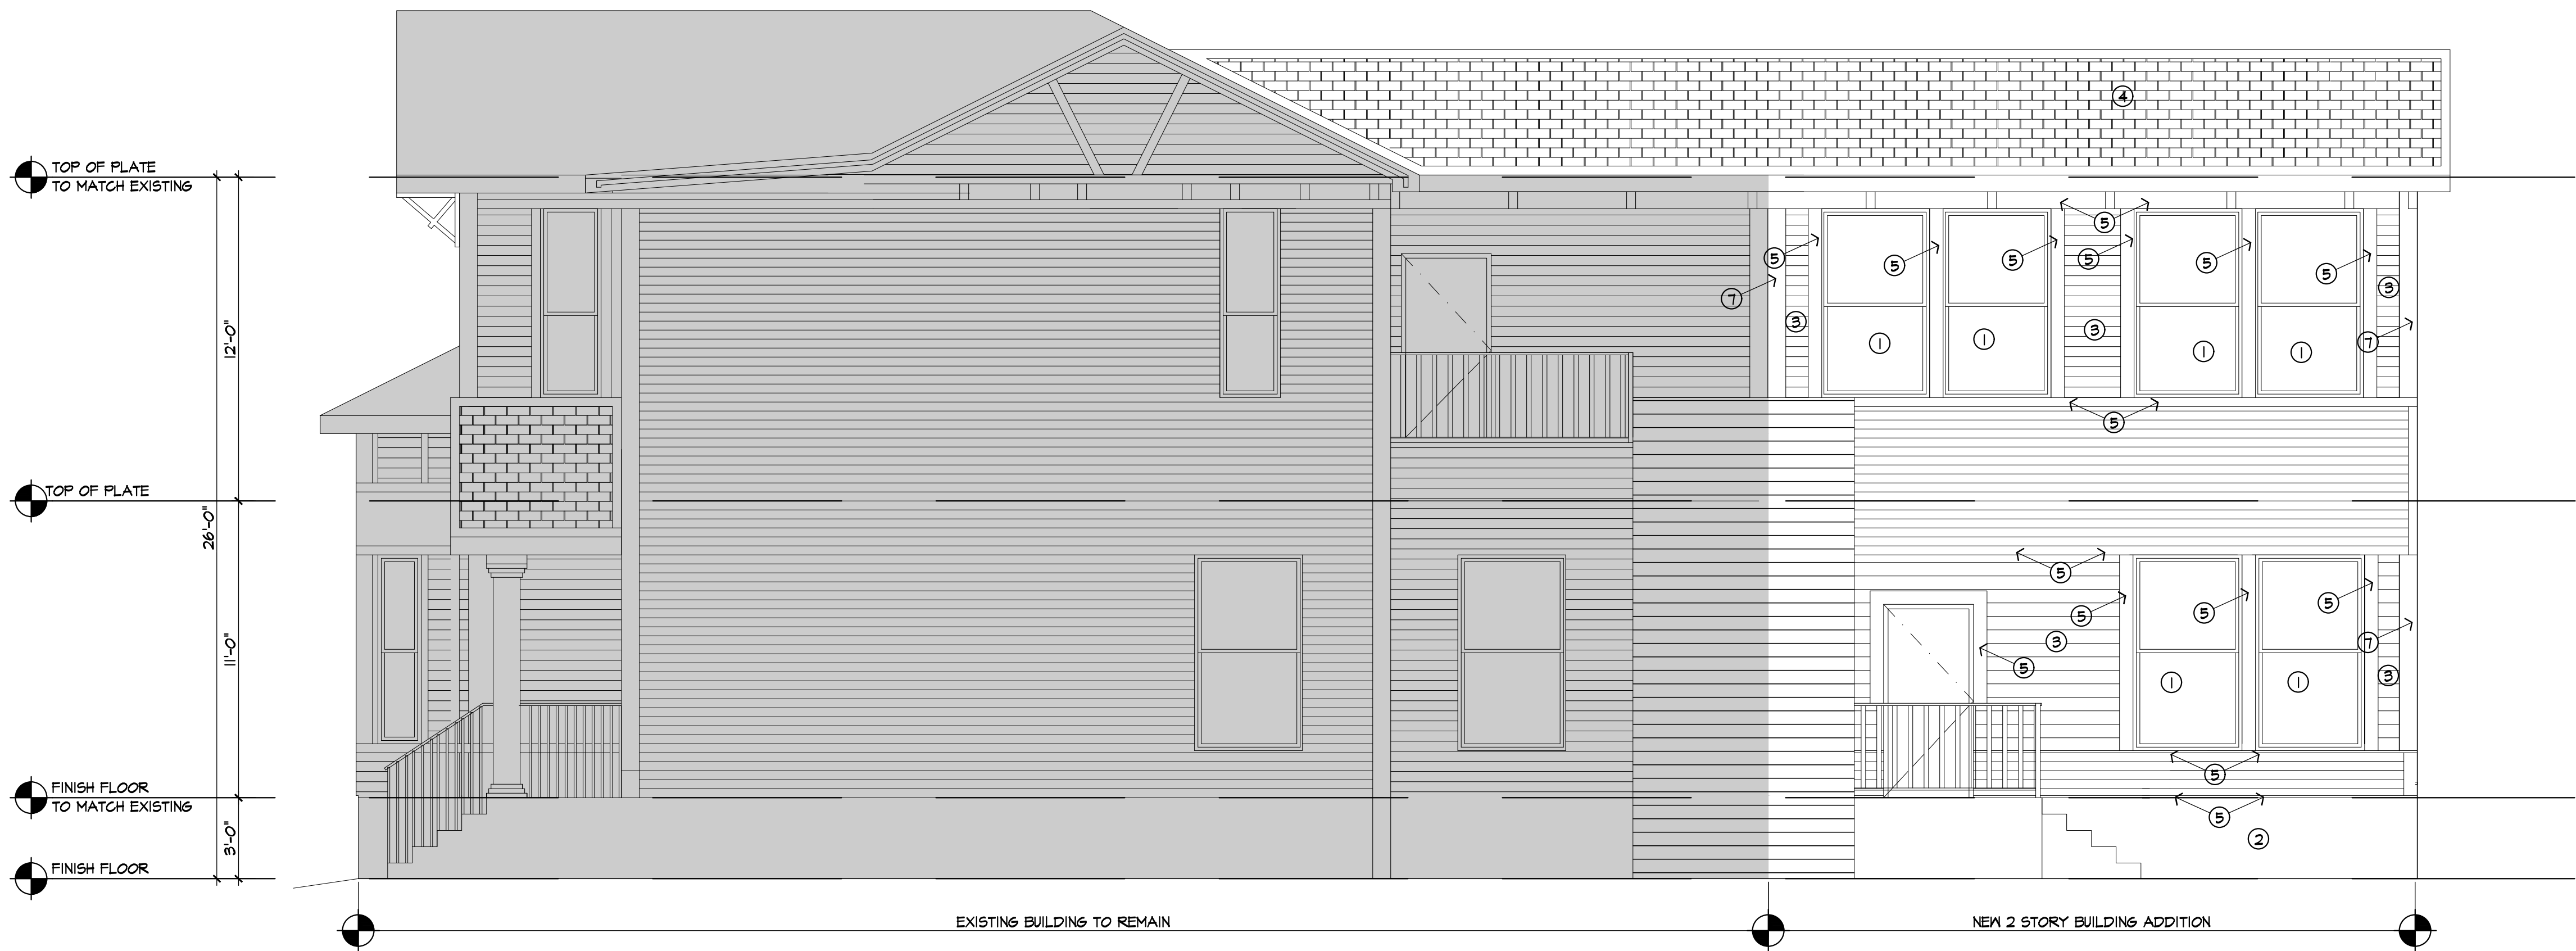 4
TOP OF PLATE
TO MATCH EXISTING
5
5 5 5 5 5 5
7 3 3
12'-0"
3 3
1 1 1 1 7
5
TOP OF PLATE
26'-0"
5
5 5 5
11'-0"
3 7
5 3
1 1
5
FINISH FLOOR
TO MATCH EXISTING
5
3'-0"
2
FINISH FLOOR
EXISTING BUILDING TO REMAIN
NEW 2 STORY BUILDING ADDITION